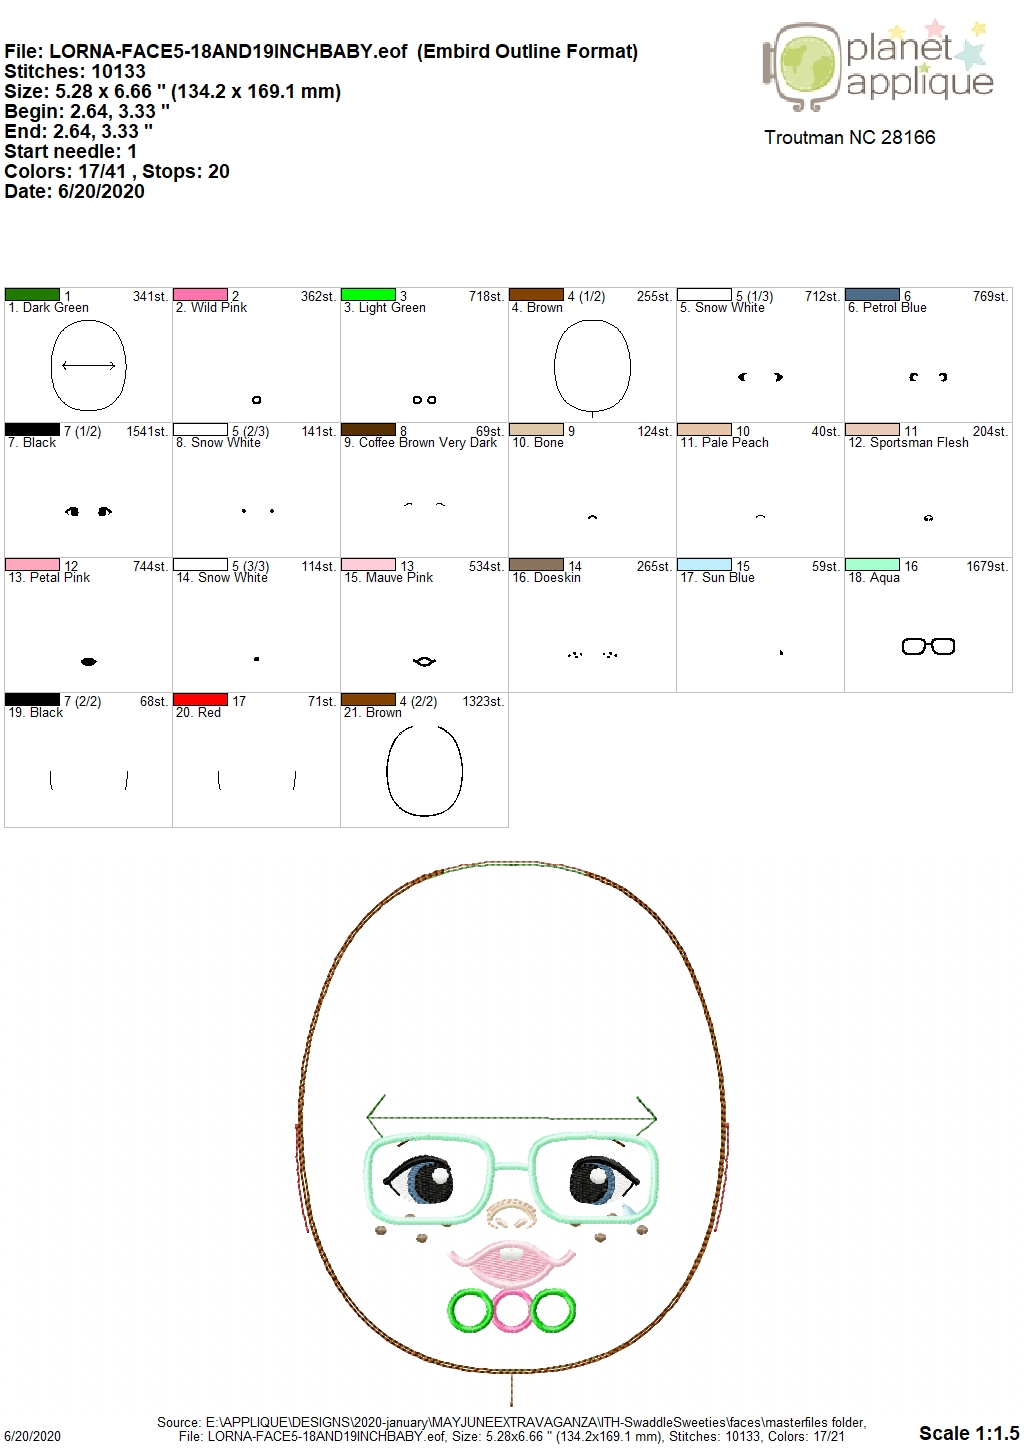 File: LORNA-FACE5-18AND19INCHBABY.eof (Embird Outline Format)
Stitches: 10133
Size: 5.28 x 6.66 " (134.2 x 169.1 mm)
Begin: 2.64, 3.33 "
End: 2.64, 3.33 "
Start needle: 1
Colors: 17/41 , Stops: 20
Date: 6/20/2020
planet
applique
Troutman NC 28166
1 341st. 2 362st. 3 718st. 4 (1/2) 255st. 5 (1/3) 712st. 6 769st.
1. Dark Green 2. Wild Pink 3. Light Green 4. Brown 5. Snow White 6. Petrol Blue
7 (1/2) 1541st. 5 (2/3) 141st. 8 69st. 9 124st. 10 40st. 11 204st.
7. Black 8. Snow White 9. Coffee Brown Very Dark 10. Bone 11. Pale Peach 12. Sportsman Flesh
12 744st. 5 (3/3) 114st. 13 534st. 14 265st. 15 59st. 16 1679st.
13. Petal Pink 14. Snow White 15. Mauve Pink 16. Doeskin 17. Sun Blue 18. Aqua
7 (2/2) 68st. 17 71st. 4 (2/2) 1323st.
19. Black 20. Red 21. Brown
Source: E:\APPLIQUE\DESIGNS\2020-january\MAYJUNEEXTRAVAGANZA\ITH-SwaddleSweeties\faces\masterfiles folder,
6/20/2020 File: LORNA-FACE5-18AND19INCHBABY.eof, Size: 5.28x6.66 " (134.2x169.1 mm), Stitches: 10133, Colors: 17/21 Scale 1:1.5